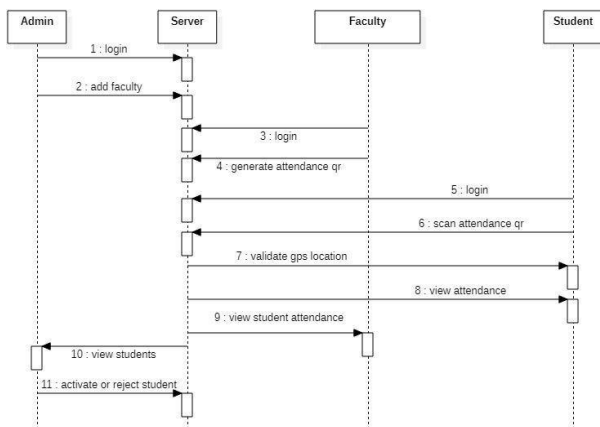 Admin
Server
Faculty
Student
1 : login
2 : add faculty
3 : login
4 : generate attendance qr
5 : login
6 : scan attendance qr
7 : validate gps location
8 : view attendance
9 : view student attendance
10 : view students
11 : activate or reject student